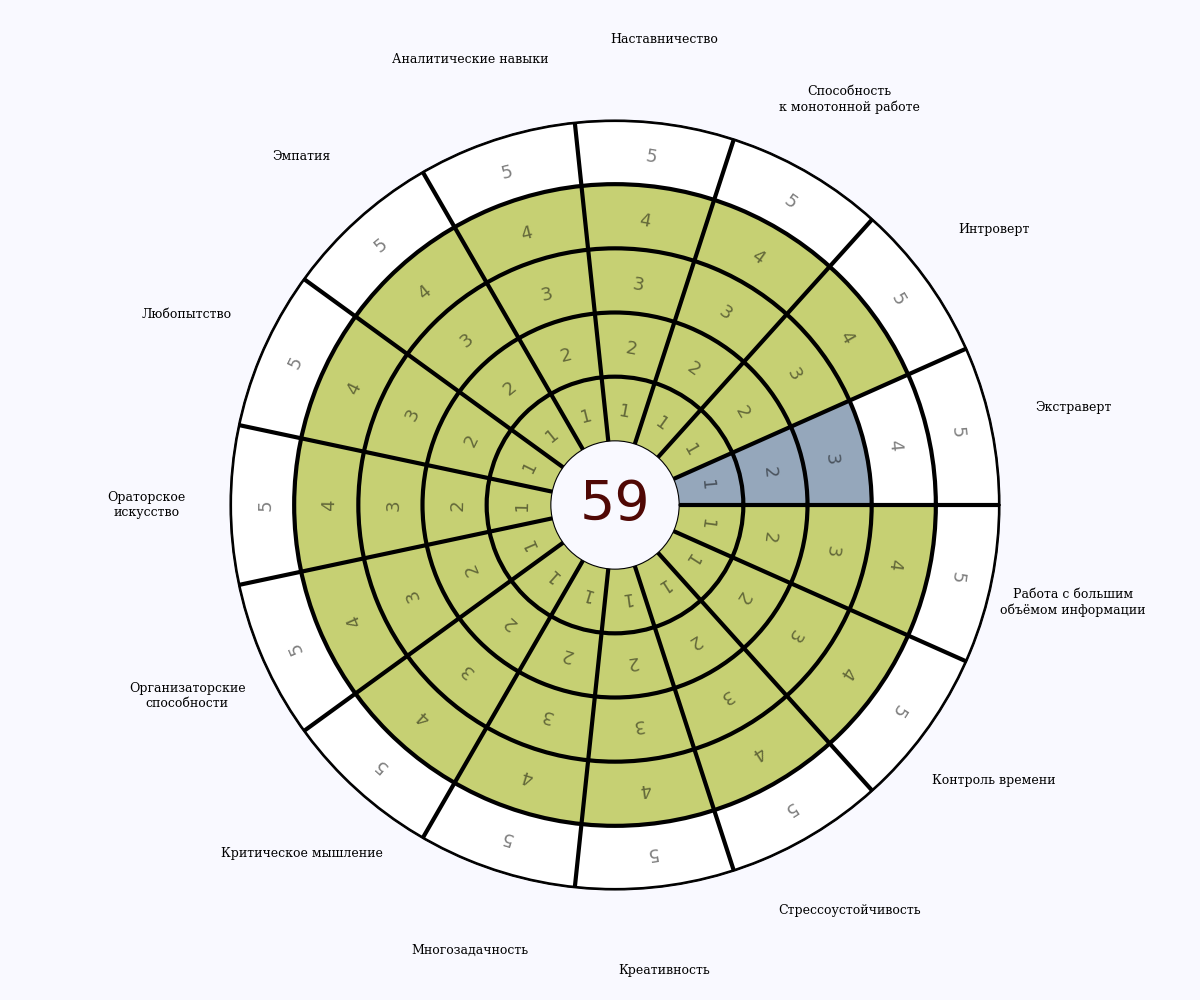 Наставничество
5 4 3 2 1
Способность
к монотонной работе
5 4 3 2 1
Интроверт
5 4 3 2 1
Экстраверт
5 4 3 2 1
Работа с большим
объёмом информации
5 4 3 2 1
Контроль времени
5 4 3 2 1
Стрессоустойчивость
5 4 3 2 1
Креативность
5 4 3 2 1
Многозадачность
5 4 3 2 1
Критическое мышление
5 4 3 2 1
Организаторские
способности
5 4 3 2 1
Ораторское
искусство
5 4 3 2 1
Любопытство
5 4 3 2 1
Эмпатия
5 4 3 2 1
Аналитические навыки
5 4 3 2 1
59